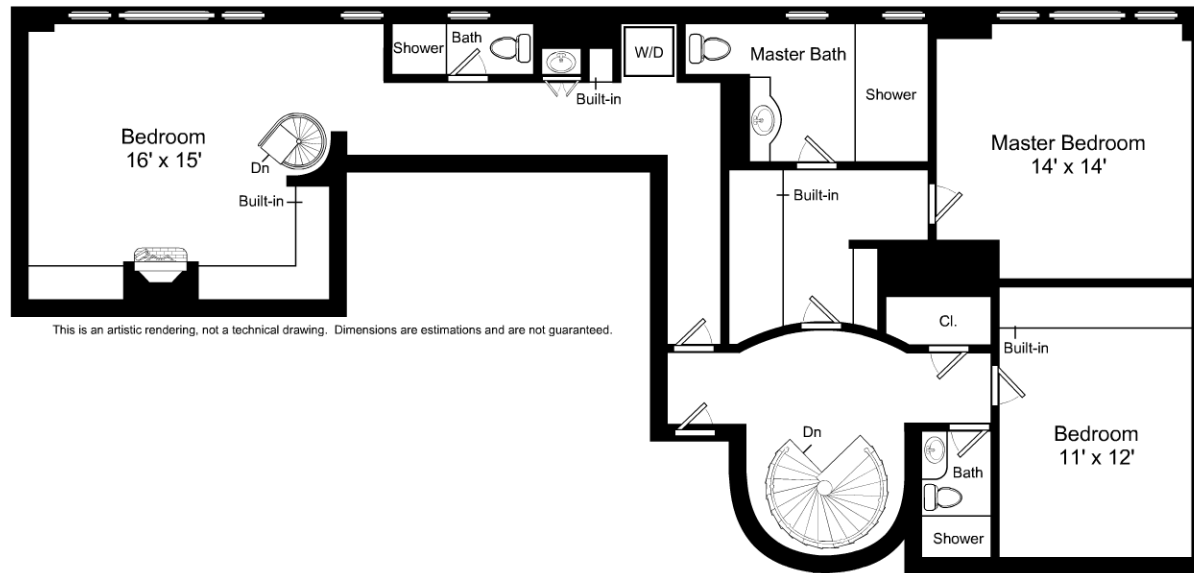 Shower
Bath
W/D
Built-in
Master Bath
Shower
Bedroom
16' x 15'
Dn
Built-in
Built-in
Master Bedroom
14' x 14'
This is an artistic rendering, not a technical drawing. Dimensions are estimations and are not guaranteed.
Cl.
Built-in
Dn
Bedroom
11' x 12'
Bath
Shower